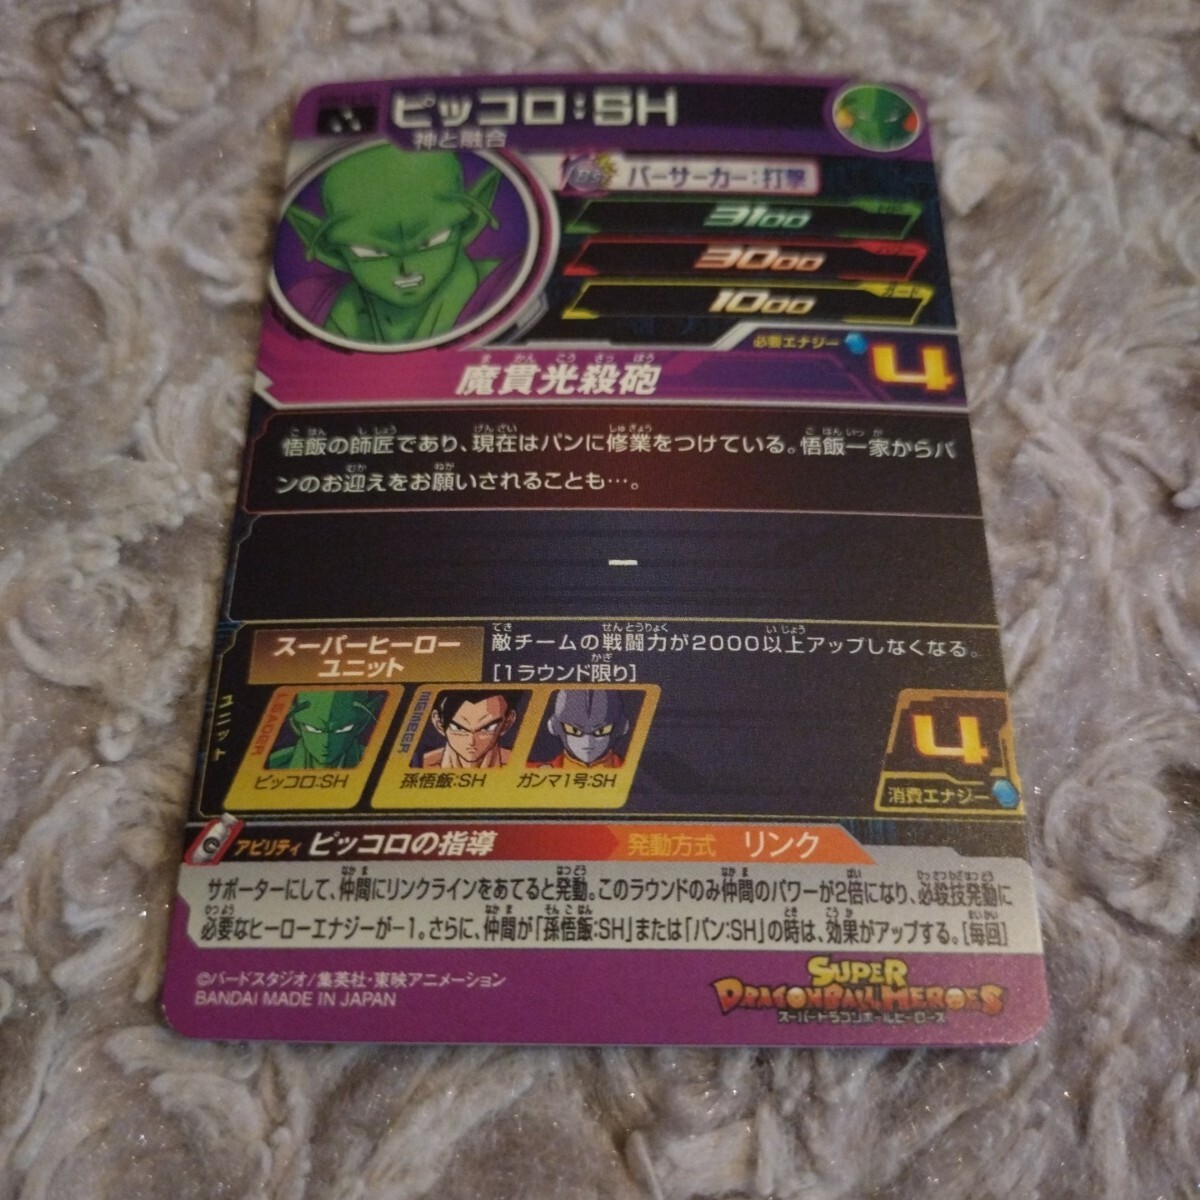 ピッコロ:SH
神と融合
バーサーカー:打撃
3100
3000
ガード
1000
必要エナジー
4
まかんこうさっぽう
魔貫光殺砲
悟飯の師匠であり、現在はパンに修業をつけている。悟飯一家からパ
ンのお迎えをお願いされることも…。
ー
スーパーヒーロー
ユニット
敵チームの戦闘力が2000以上アップしなくなる。
[1ラウンド限り]
ユニット
LEADER
ピッコロ:SH
MEMBER
孫悟飯:SH
ガンマ1号:SH
4
消費エナジー
アビリティ ピッコロの指導
発動方式 リンク
サポーターにして、仲間にリンクラインをあてると発動。このラウンドのみ仲間のパワーが2倍になり、必殺技発動に
必要なヒーローエナジーが-1。さらに、仲間が「孫悟飯:SH」または「パン:SH」の時は、効果がアップする。[毎回]
©バードスタジオ/集英社・東映アニメーション
BANDAI MADE IN JAPAN
SUPER
DRAGONBALL HEROES
スーパードラゴンボールヒーローズ